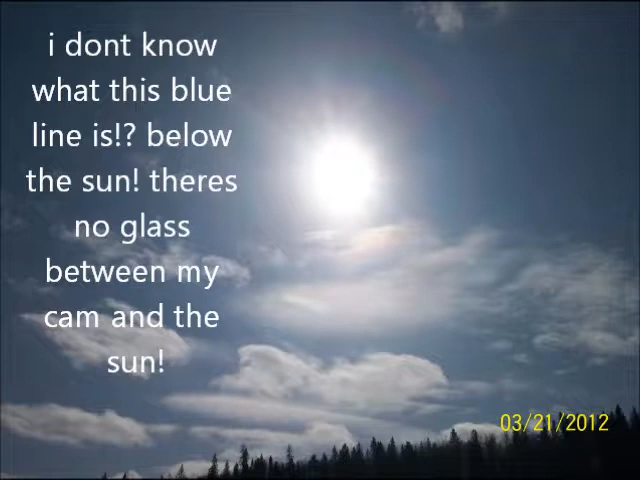 i dont know
what this blue
line is!? below
the sun! theres
no glass
between my
cam and the
sun!
03/21/2012